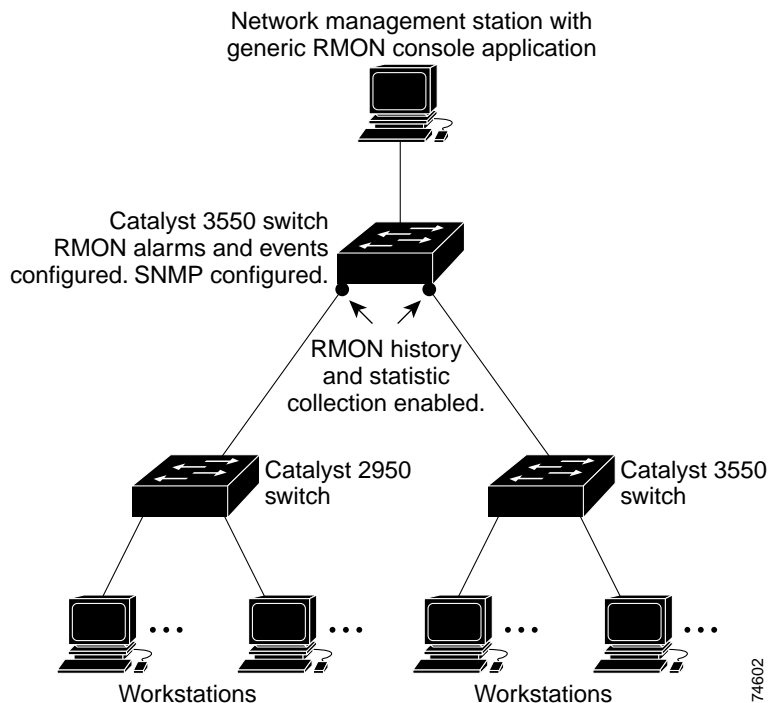 Network management station with
generic RMON console application
Catalyst 3550 switch
RMON alarms and events
configured. SNMP configured.
RMON history
and statistic
collection enabled.
Catalyst 2950
switch
Catalyst 3550
switch
Workstations
Workstations
74602